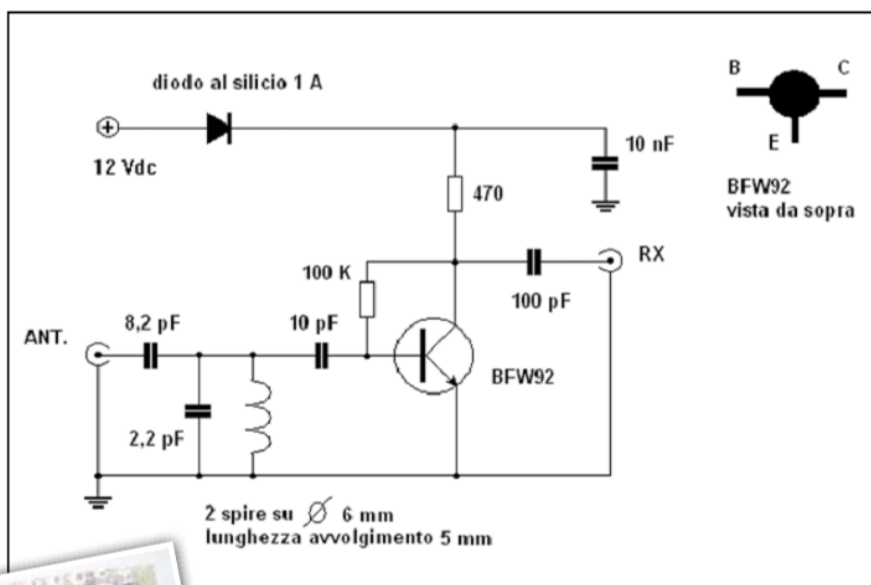 diodo al silicio 1 A
12 Vdc
10 nF
470
B
C
E
BFW92
vista da sopra
RX
100 K
100 pF
ANT.
8,2 pF
10 pF
BFW92
2,2 pF
2 spire su ∅ 6 mm
lunghezza avvolgimento 5 mm